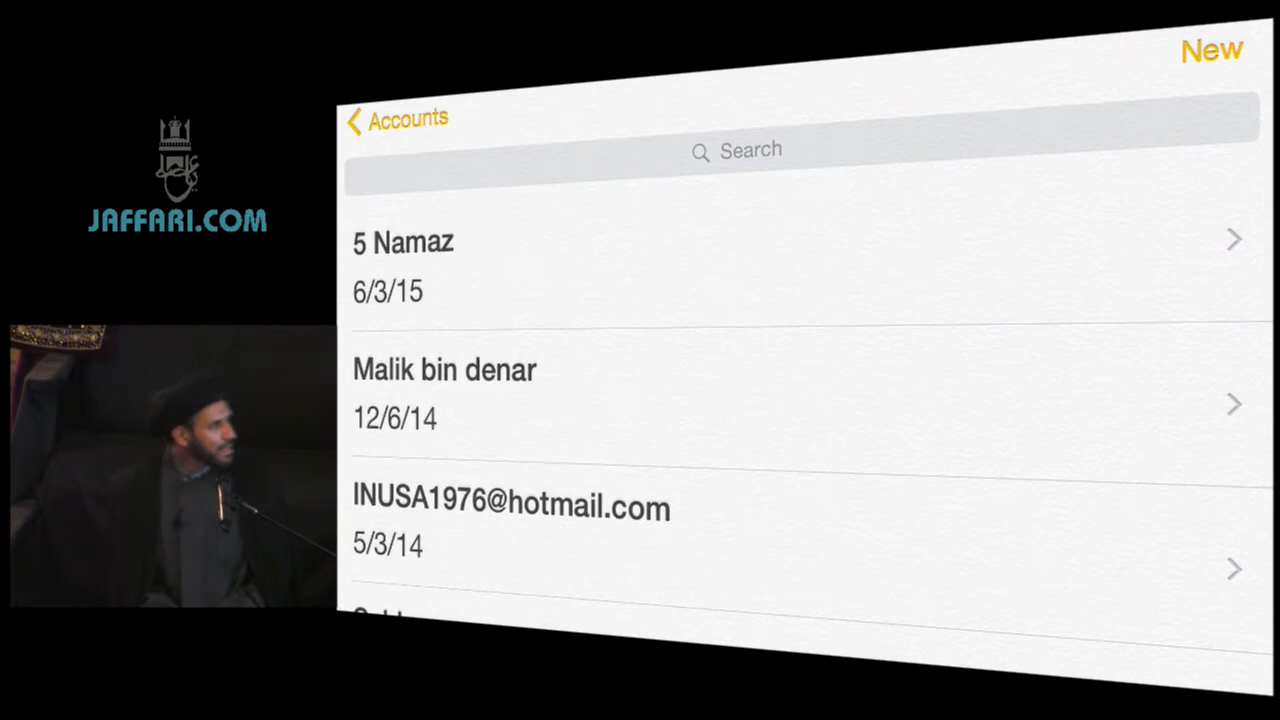 JAFFARI.COM
Accounts
New
Search
5 Namaz
6/3/15
Malik bin denar
12/6/14
INUSA1976@hotmail.com
5/3/14